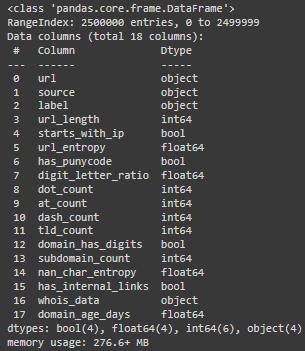 <class 'pandas.core.frame.DataFrame'>
RangeIndex: 2500000 entries, 0 to 2499999
Data columns (total 18 columns):
 #   Column              Dtype
---  ------              -----
 0   url                 object
 1   source              object
 2   label               object
 3   url_length          int64
 4   starts_with_ip      bool
 5   url_entropy         float64
 6   has_punycode        bool
 7   digit_letter_ratio  float64
 8   dot_count           int64
 9   at_count            int64
 10  dash_count          int64
 11  tld_count           int64
 12  domain_has_digits   bool
 13  subdomain_count     int64
 14  nan_char_entropy    float64
 15  has_internal_links  bool
 16  whois_data          object
 17  domain_age_days     float64
dtypes: bool(4), float64(4), int64(6), object(4)
memory usage: 276.6+ MB